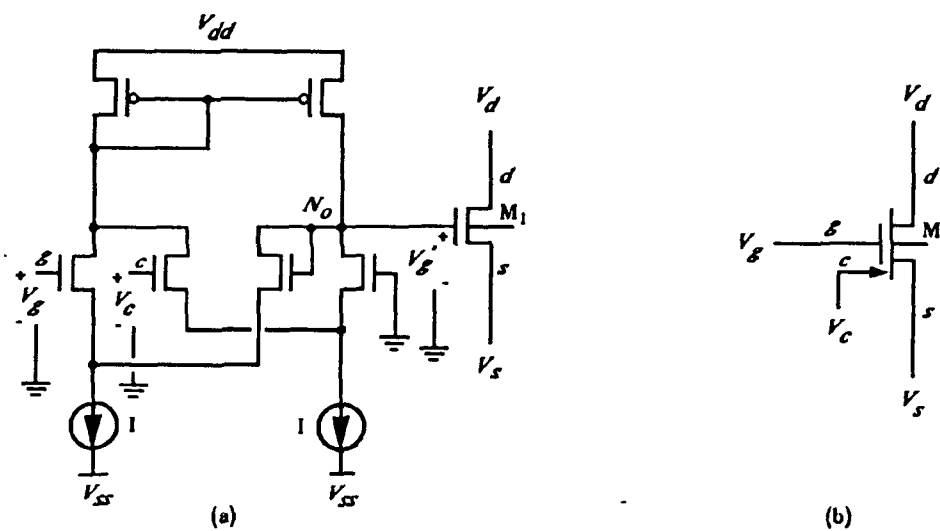 V_dd
V_d
d
N_o
M_1
g
c
+
V_g
-
+
V_c
-
+
V_g'
-
s
V_s
I
I
V_ss
V_ss
(a)
V_d
d
M
V_g
g
c
V_c
s
V_s
(b)